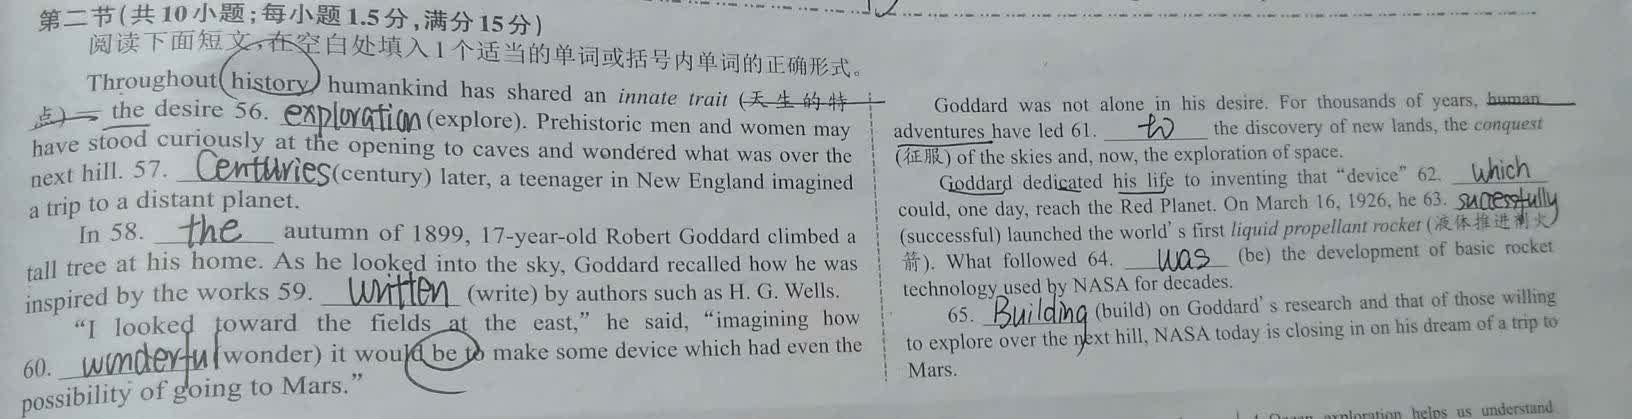 第二节(共10小题;每小题1.5分,满分15分)
阅读下面短文,在空白处填入1个适当的单词或括号内单词的正确形式。
Throughout history humankind has shared an innate trait (天生的特
点) — the desire 56. exploration (explore). Prehistoric men and women may
have stood curiously at the opening to caves and wondered what was over the
next hill. 57. Centuries (century) later, a teenager in New England imagined
a trip to a distant planet.
In 58. the autumn of 1899, 17-year-old Robert Goddard climbed a
tall tree at his home. As he looked into the sky, Goddard recalled how he was
inspired by the works 59. written (write) by authors such as H. G. Wells.
"I looked toward the fields at the east," he said, "imagining how
60. wonderful (wonder) it would be to make some device which had even the
possibility of going to Mars."
Goddard was not alone in his desire. For thousands of years, human
adventures have led 61. to the discovery of new lands, the conquest
(征服) of the skies and, now, the exploration of space.
Goddard dedicated his life to inventing that "device" 62. which
could, one day, reach the Red Planet. On March 16, 1926, he 63. sucessfully
(successful) launched the world's first liquid propellant rocket (液体推进剂火
箭). What followed 64. was (be) the development of basic rocket
technology used by NASA for decades.
65. Building (build) on Goddard's research and that of those willing
to explore over the next hill, NASA today is closing in on his dream of a trip to
Mars.
exploration helps us understand